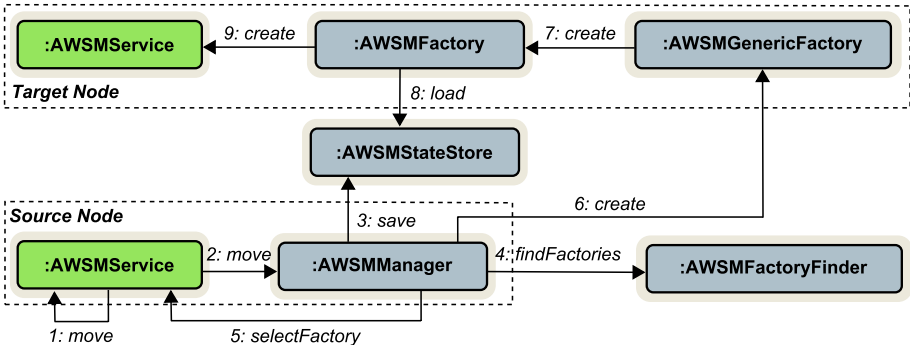 9: create
7: create
:AWSMService
:AWSMFactory
:AWSMGenericFactory
Target Node
8: load
:AWSMStateStore
Source Node
3: save
6: create
:AWSMService
2: move
:AWSMManager
4: findFactories
:AWSMFactoryFinder
1: move
5: selectFactory